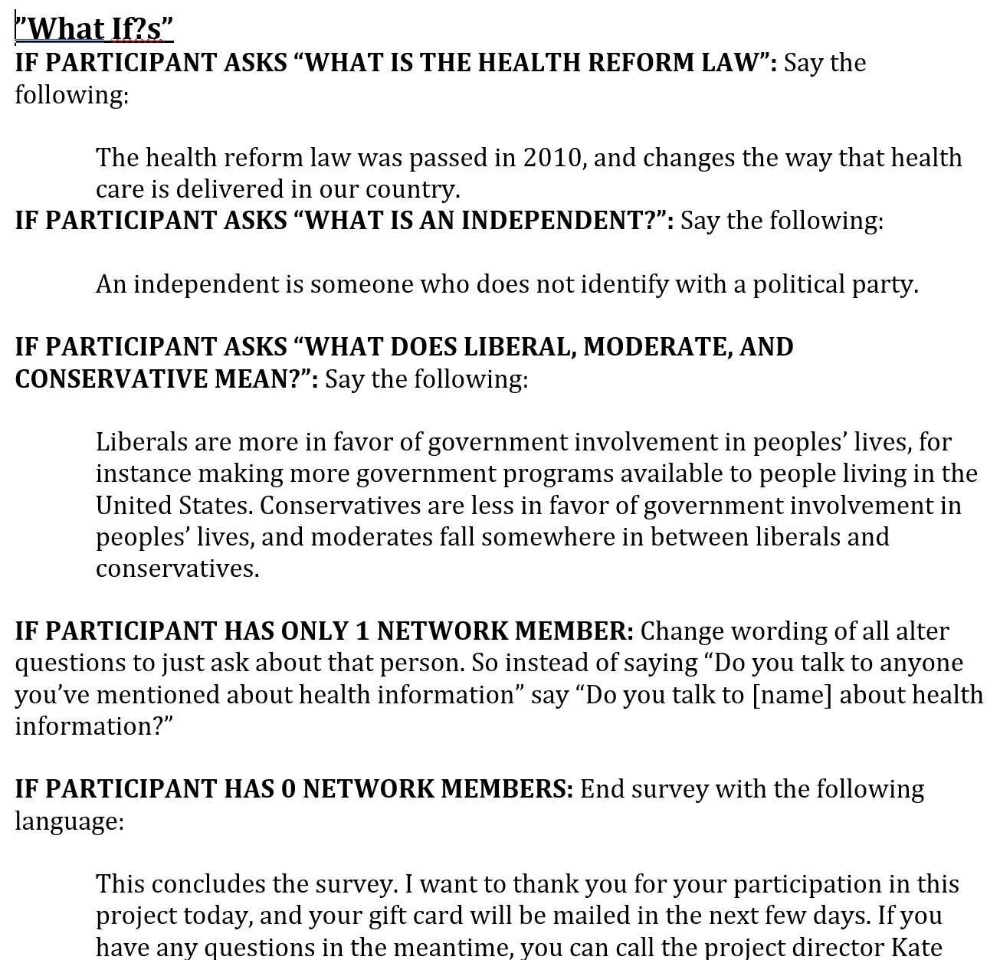 ”What If?s”
IF PARTICIPANT ASKS “WHAT IS THE HEALTH REFORM LAW”: Say the
following:
The health reform law was passed in 2010, and changes the way that health
care is delivered in our country.
IF PARTICIPANT ASKS “WHAT IS AN INDEPENDENT?”: Say the following:
An independent is someone who does not identify with a political party.
IF PARTICIPANT ASKS “WHAT DOES LIBERAL, MODERATE, AND
CONSERVATIVE MEAN?”: Say the following:
Liberals are more in favor of government involvement in peoples’ lives, for
instance making more government programs available to people living in the
United States. Conservatives are less in favor of government involvement in
peoples’ lives, and moderates fall somewhere in between liberals and
conservatives.
IF PARTICIPANT HAS ONLY 1 NETWORK MEMBER: Change wording of all alter
questions to just ask about that person. So instead of saying “Do you talk to anyone
you’ve mentioned about health information” say “Do you talk to [name] about health
information?”
IF PARTICIPANT HAS 0 NETWORK MEMBERS: End survey with the following
language:
This concludes the survey. I want to thank you for your participation in this
project today, and your gift card will be mailed in the next few days. If you
have any questions in the meantime, you can call the project director Kate